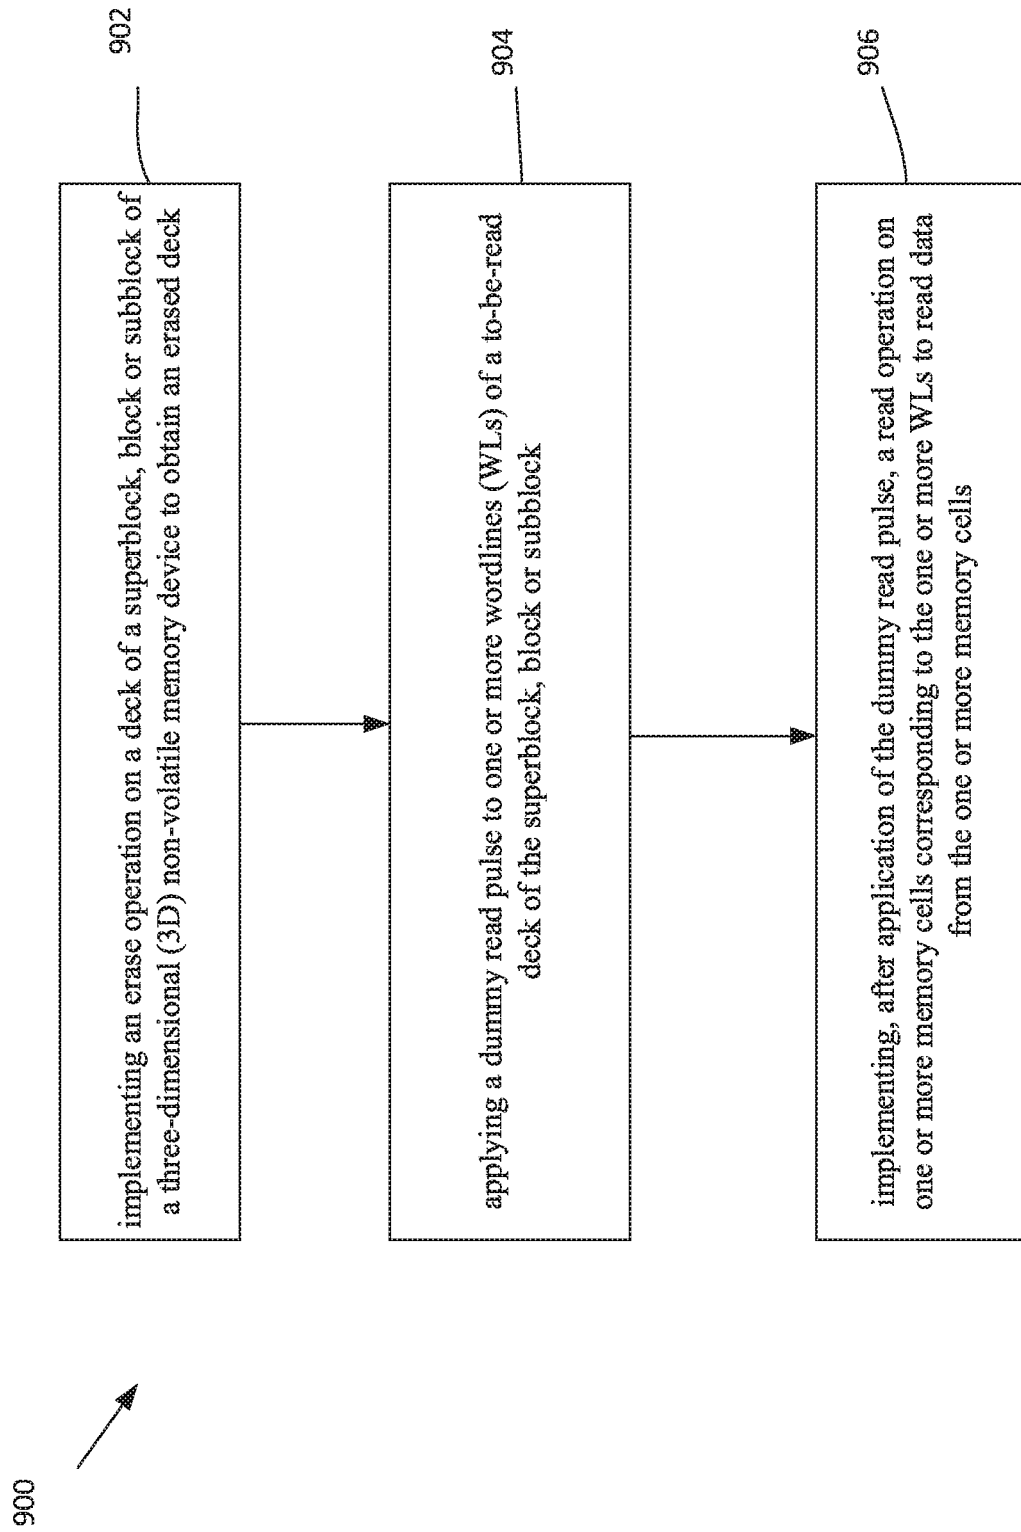 900
902
implementing an erase operation on a deck of a superblock, block or subblock of
a three-dimensional (3D) non-volatile memory device to obtain an erased deck
904
applying a dummy read pulse to one or more wordlines (WLs) of a to-be-read
deck of the superblock, block or subblock
906
implementing, after application of the dummy read pulse, a read operation on
one or more memory cells corresponding to the one or more WLs to read data
from the one or more memory cells